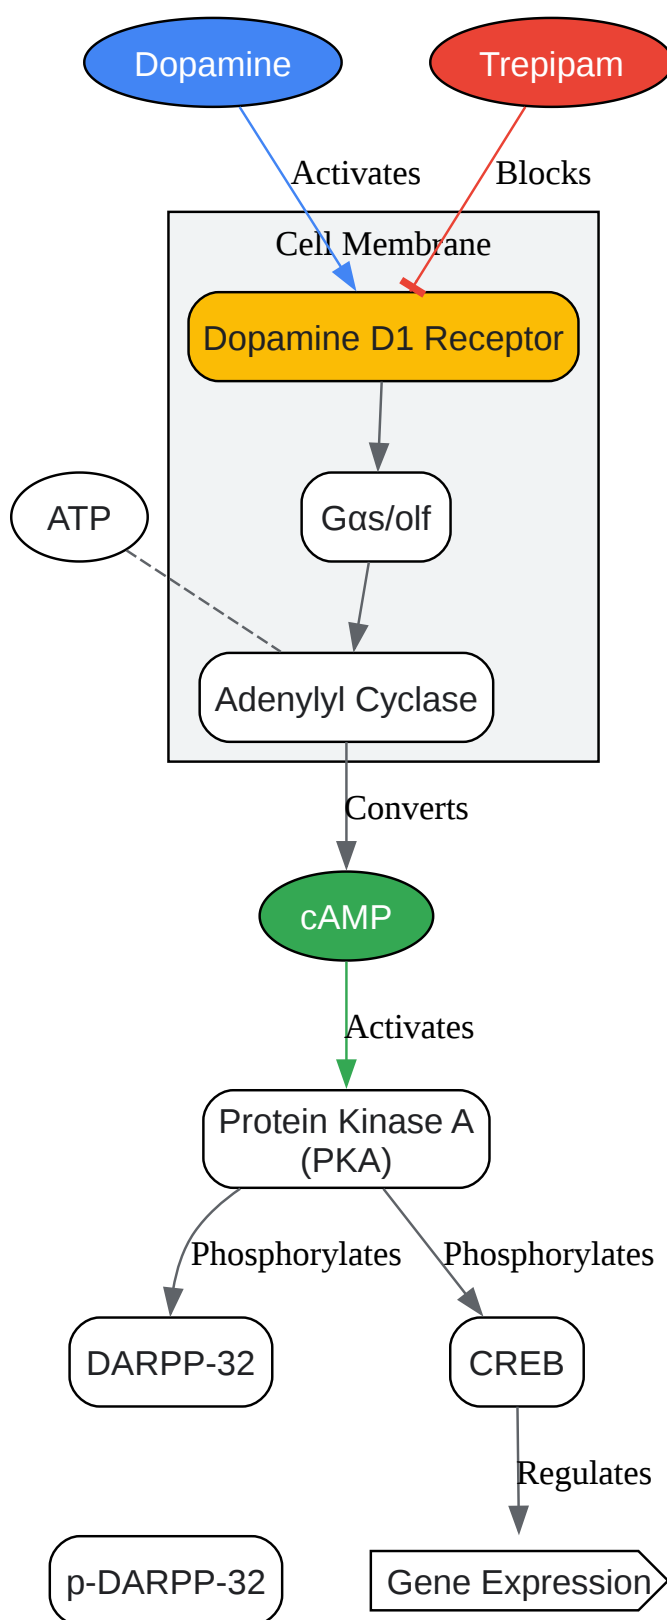 Dopamine
Trepipam
Activates
Blocks
Cell Membrane
Dopamine D1 Receptor
ATP
Gαs/olf
Adenylyl Cyclase
Converts
cAMP
Activates
Protein Kinase A
(PKA)
Phosphorylates
Phosphorylates
DARPP-32
CREB
Regulates
p-DARPP-32
Gene Expression